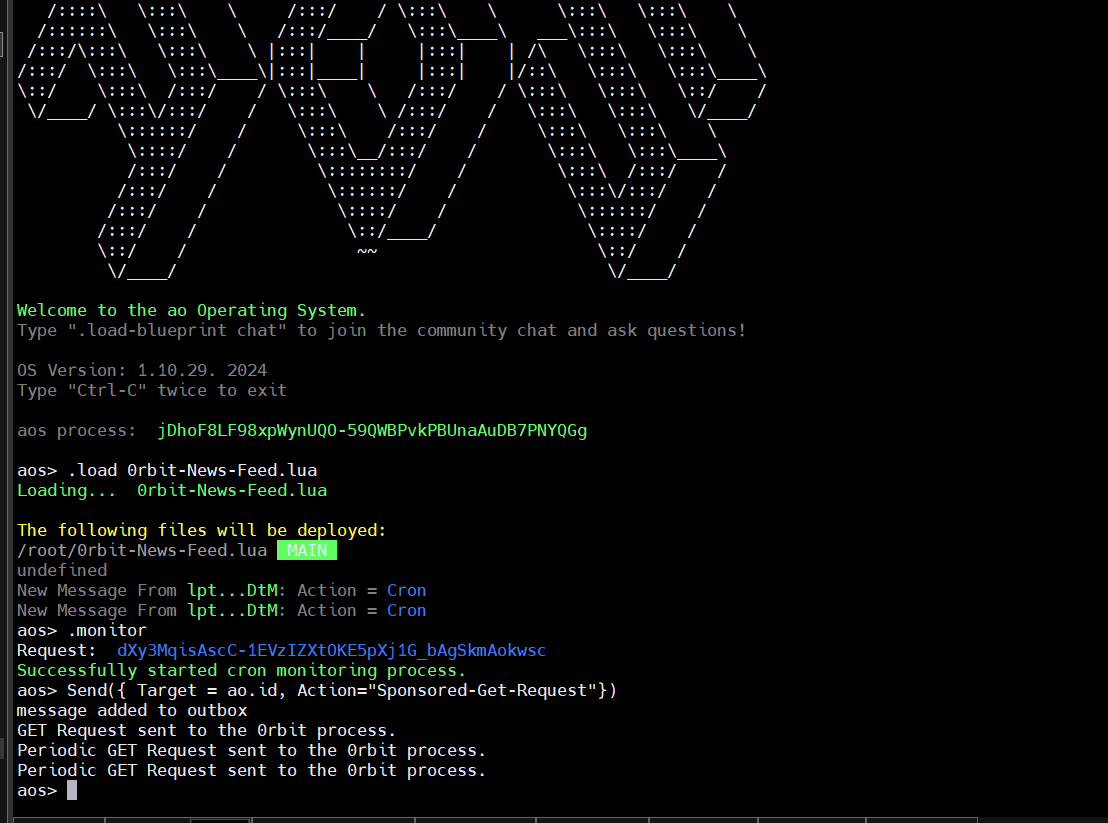 Welcome to the ao Operating System.
Type ".load-blueprint chat" to join the community chat and ask questions!
OS Version: 1.10.29. 2024
Type "Ctrl-C" twice to exit
aos process:  jDhoF8LF98xpWynUQO-59QWBPvkPBUnaAuDB7PNYQGg
aos> .load 0rbit-News-Feed.lua
Loading...  0rbit-News-Feed.lua
The following files will be deployed:
/root/0rbit-News-Feed.lua MAIN
undefined
New Message From lpt...DtM: Action = Cron
New Message From lpt...DtM: Action = Cron
aos> .monitor
Request:  dXy3MqisAscC-1EVzIZXtOKE5pXj1G_bAgSkmAokwsc
Successfully started cron monitoring process.
aos> Send({ Target = ao.id, Action="Sponsored-Get-Request"})
message added to outbox
GET Request sent to the 0rbit process.
Periodic GET Request sent to the 0rbit process.
Periodic GET Request sent to the 0rbit process.
aos>